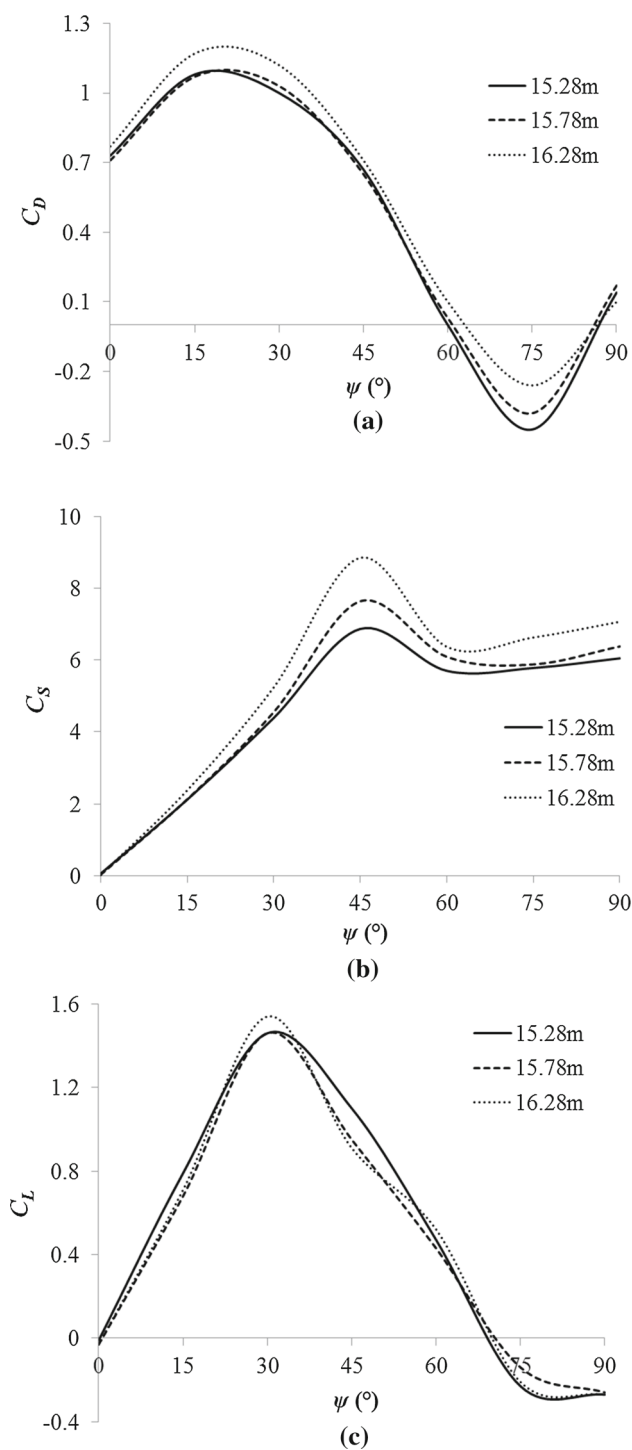 1.3
1
0.7
0.4
0.1
-0.2
-0.5
C_D
0 15 30 45 60 75 90
ψ (°)
15.28m
15.78m
16.28m
(a)
10
8
6
4
2
0
C_S
15.28m
15.78m
16.28m
0 15 30 45 60 75 90
ψ (°)
(b)
1.6
1.2
0.8
0.4
0
-0.4
C_L
15.28m
15.78m
16.28m
0 15 30 45 60 75 90
ψ (°)
(c)